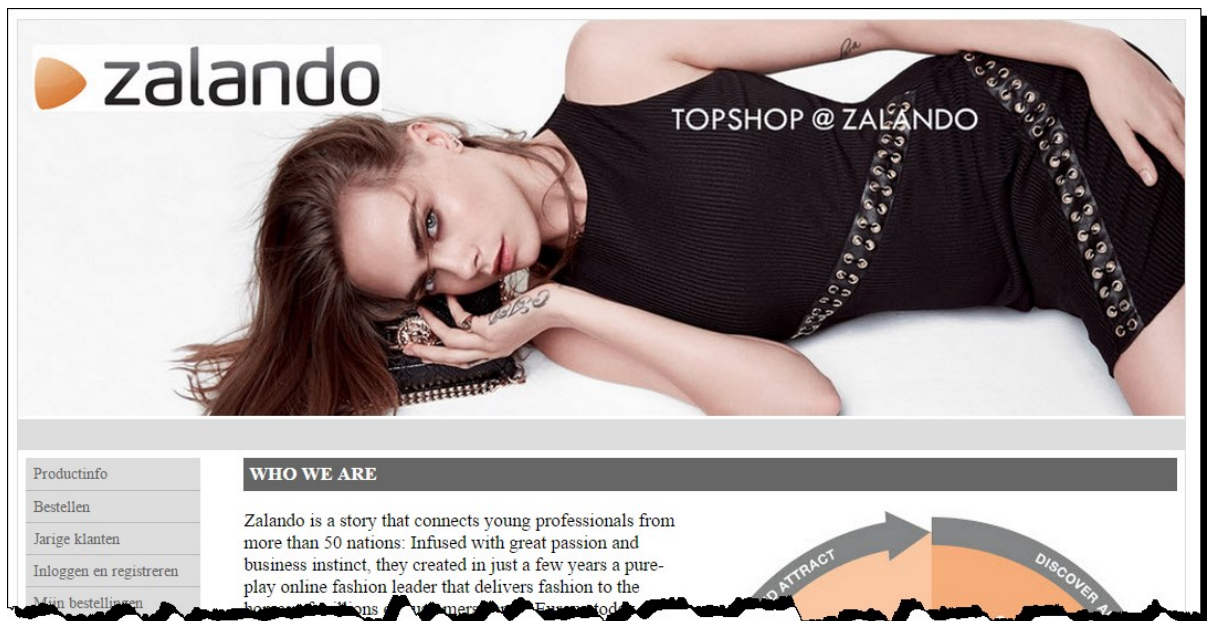 zalando
TOPSHOP @ ZALANDO
Productinfo
Bestellen
Jarige klanten
Inloggen en registreren
Mijn bestellingen
WHO WE ARE
Zalando is a story that connects young professionals from
more than 50 nations: Infused with great passion and
business instinct, they created in just a few years a pure-
play online fashion leader that delivers fashion to the
ATTRACT
DISCOVER